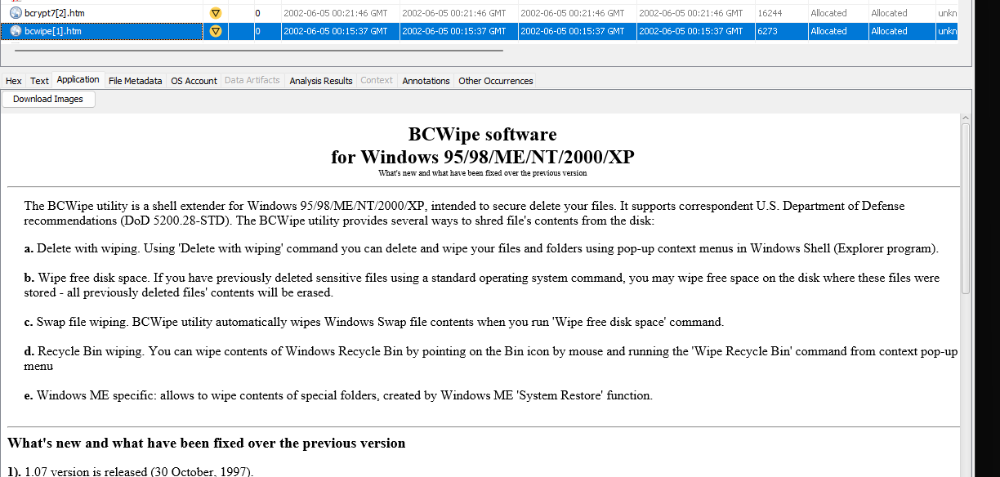 bcrypt7[2].htm 0 2002-06-05 00:21:46 GMT 2002-06-05 00:21:46 GMT 2002-06-05 00:21:46 GMT 2002-06-05 00:21:46 GMT 16244 Allocated Allocated unkn
bcwipe[1].htm 0 2002-06-05 00:15:37 GMT 2002-06-05 00:15:37 GMT 2002-06-05 00:15:37 GMT 2002-06-05 00:15:37 GMT 6273 Allocated Allocated unkn
Hex Text Application File Metadata OS Account Data Artifacts Analysis Results Context Annotations Other Occurrences
Download Images
BCWipe software
for Windows 95/98/ME/NT/2000/XP
What's new and what have been fixed over the previous version
The BCWipe utility is a shell extender for Windows 95/98/ME/NT/2000/XP, intended to secure delete your files. It supports correspondent U.S. Department of Defense
recommendations (DoD 5200.28-STD). The BCWipe utility provides several ways to shred file's contents from the disk:
a. Delete with wiping. Using 'Delete with wiping' command you can delete and wipe your files and folders using pop-up context menus in Windows Shell (Explorer program).
b. Wipe free disk space. If you have previously deleted sensitive files using a standard operating system command, you may wipe free space on the disk where these files were
stored - all previously deleted files' contents will be erased.
c. Swap file wiping. BCWipe utility automatically wipes Windows Swap file contents when you run 'Wipe free disk space' command.
d. Recycle Bin wiping. You can wipe contents of Windows Recycle Bin by pointing on the Bin icon by mouse and running the 'Wipe Recycle Bin' command from context pop-up
menu
e. Windows ME specific: allows to wipe contents of special folders, created by Windows ME 'System Restore' function.
What's new and what have been fixed over the previous version
1). 1.07 version is released (30 October, 1997).